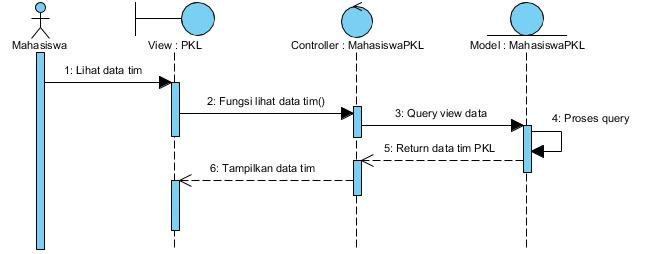 Mahasiswa
View : PKL
Controller : MahasiswaPKL
Model : MahasiswaPKL
1: Lihat data tim
2: Fungsi lihat data tim()
3: Query view data
4: Proses query
5: Return data tim PKL
6: Tampilkan data tim